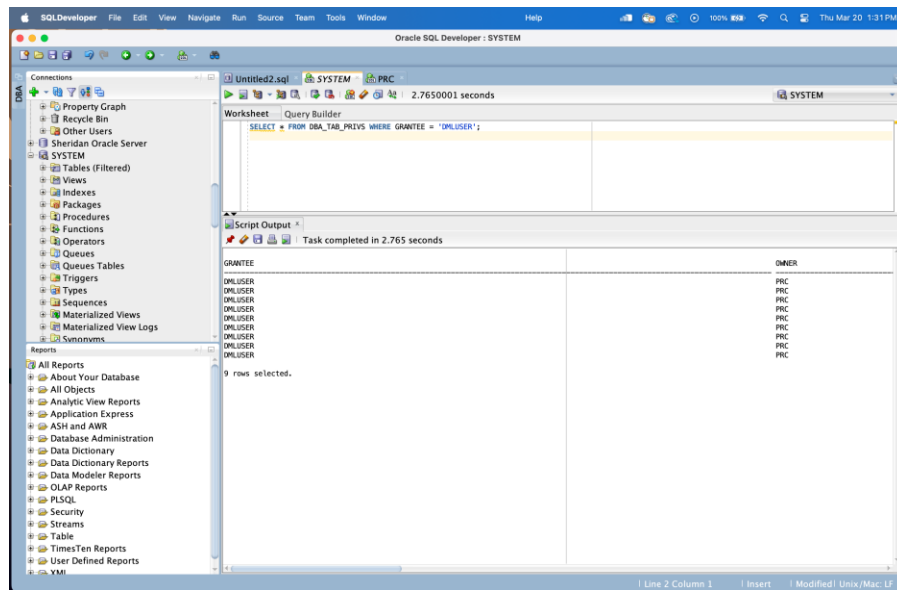 SQLDeveloper File Edit View Navigate Run Source Team Tools Window Help 100% Thu Mar 20 1:31 PM
Oracle SQL Developer : SYSTEM
DBA
Connections
Property Graph
Recycle Bin
Other Users
Sheridan Oracle Server
SYSTEM
Tables (Filtered)
Views
Indexes
Packages
Procedures
Functions
Operators
Queues
Queues Tables
Triggers
Types
Sequences
Materialized Views
Materialized View Logs
Synonyms
Reports
All Reports
About Your Database
All Objects
Analytic View Reports
Application Express
ASH and AWR
Database Administration
Data Dictionary
Data Dictionary Reports
Data Modeler Reports
OLAP Reports
PLSQL
Security
Streams
Table
TimesTen Reports
User Defined Reports
XML
Untitled2.sql SYSTEM PRC
2.7650001 seconds SYSTEM
Worksheet Query Builder
SELECT * FROM DBA_TAB_PRIVS WHERE GRANTEE = 'DMLUSER';
Script Output
Task completed in 2.765 seconds
GRANTEE OWNER
DMLUSER PRC
DMLUSER PRC
DMLUSER PRC
DMLUSER PRC
DMLUSER PRC
DMLUSER PRC
DMLUSER PRC
DMLUSER PRC
DMLUSER PRC
9 rows selected.
Line 2 Column 1 Insert Modified Unix/Mac: LF